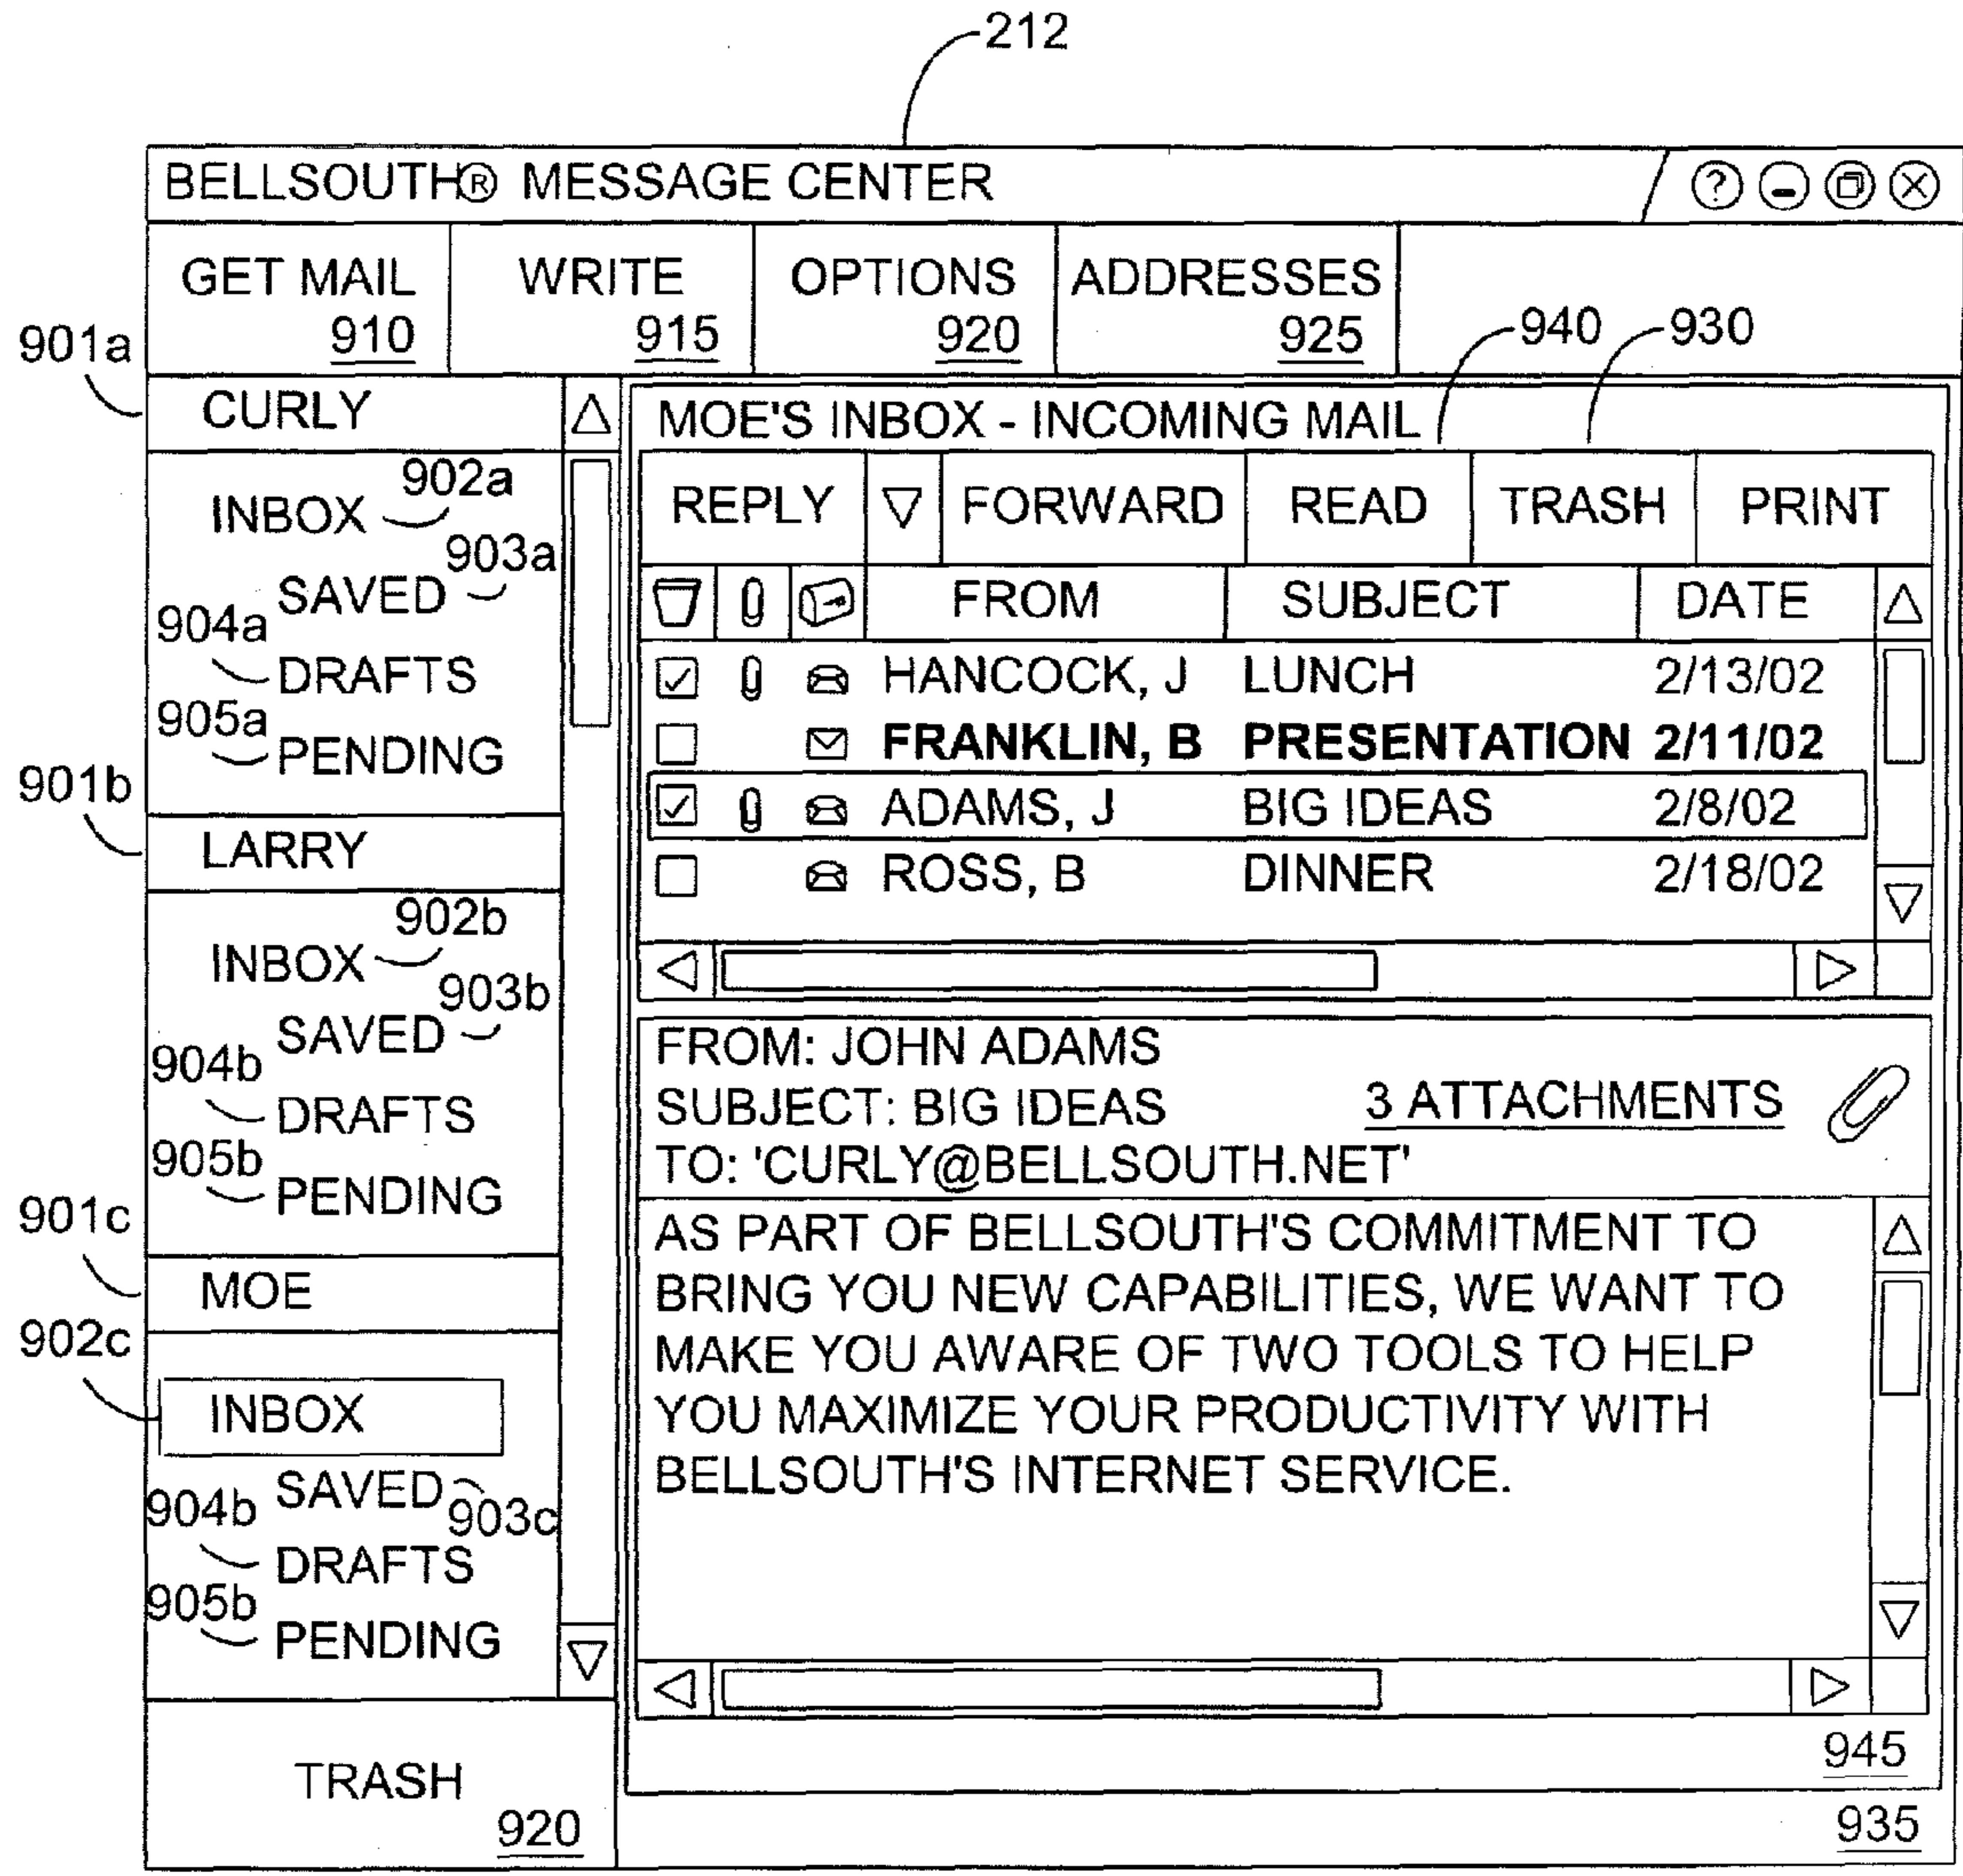 212
BELLSOUTH® MESSAGE CENTER ?
GET MAIL WRITE OPTIONS ADDRESSES
910 915 920 925
940 930
901a
CURLY
INBOX 902a
SAVED 903a
904a DRAFTS
905a PENDING
901b
LARRY
INBOX 902b
SAVED 903b
904b DRAFTS
905b PENDING
901c
MOE
902c
INBOX
SAVED 903c
904b DRAFTS
905b PENDING
TRASH
920
MOE'S INBOX - INCOMING MAIL
REPLY FORWARD READ TRASH PRINT
FROM SUBJECT DATE
HANCOCK, J LUNCH 2/13/02
FRANKLIN, B PRESENTATION 2/11/02
ADAMS, J BIG IDEAS 2/8/02
ROSS, B DINNER 2/18/02
FROM: JOHN ADAMS
SUBJECT: BIG IDEAS 3 ATTACHMENTS
TO: 'CURLY@BELLSOUTH.NET'
AS PART OF BELLSOUTH'S COMMITMENT TO
BRING YOU NEW CAPABILITIES, WE WANT TO
MAKE YOU AWARE OF TWO TOOLS TO HELP
YOU MAXIMIZE YOUR PRODUCTIVITY WITH
BELLSOUTH'S INTERNET SERVICE.
945
935